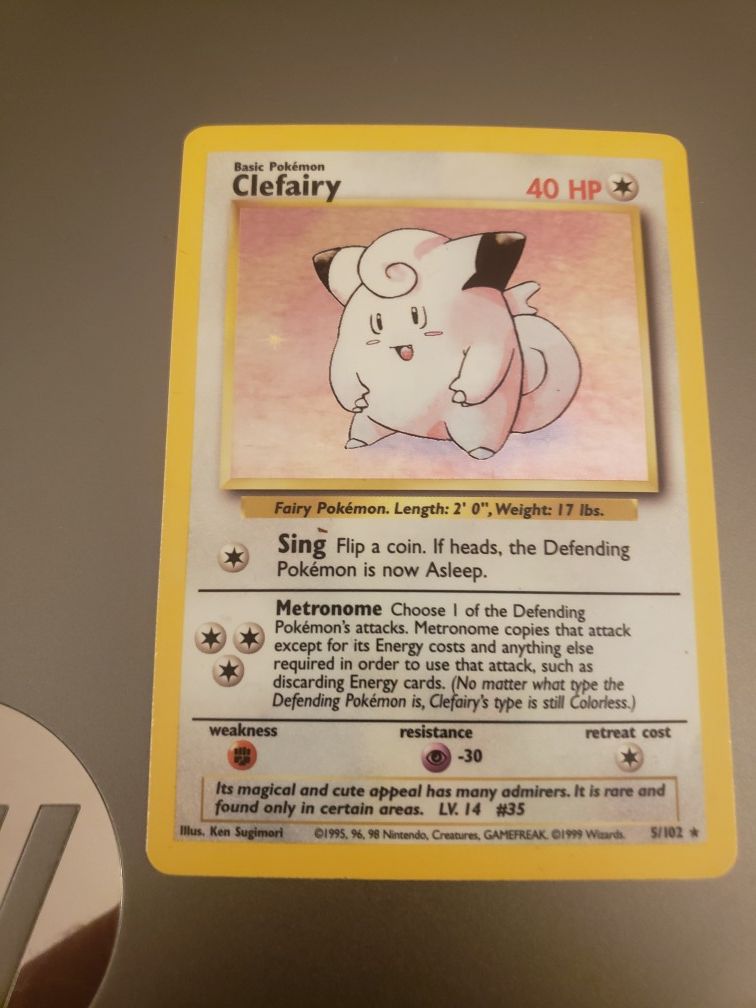 Basic Pokémon
Clefairy
40 HP
Fairy Pokémon. Length: 2' 0", Weight: 17 lbs.
Sing Flip a coin. If heads, the Defending
Pokémon is now Asleep.
Metronome Choose 1 of the Defending
Pokémon's attacks. Metronome copies that attack
except for its Energy costs and anything else
required in order to use that attack, such as
discarding Energy cards. (No matter what type the
Defending Pokémon is, Clefairy's type is still Colorless.)
weakness resistance retreat cost
-30
Its magical and cute appeal has many admirers. It is rare and
found only in certain areas. LV. 14 #35
Illus. Ken Sugimori ©1995, 96, 98 Nintendo, Creatures, GAMEFREAK. ©1999 Wizards. 5/102 ★